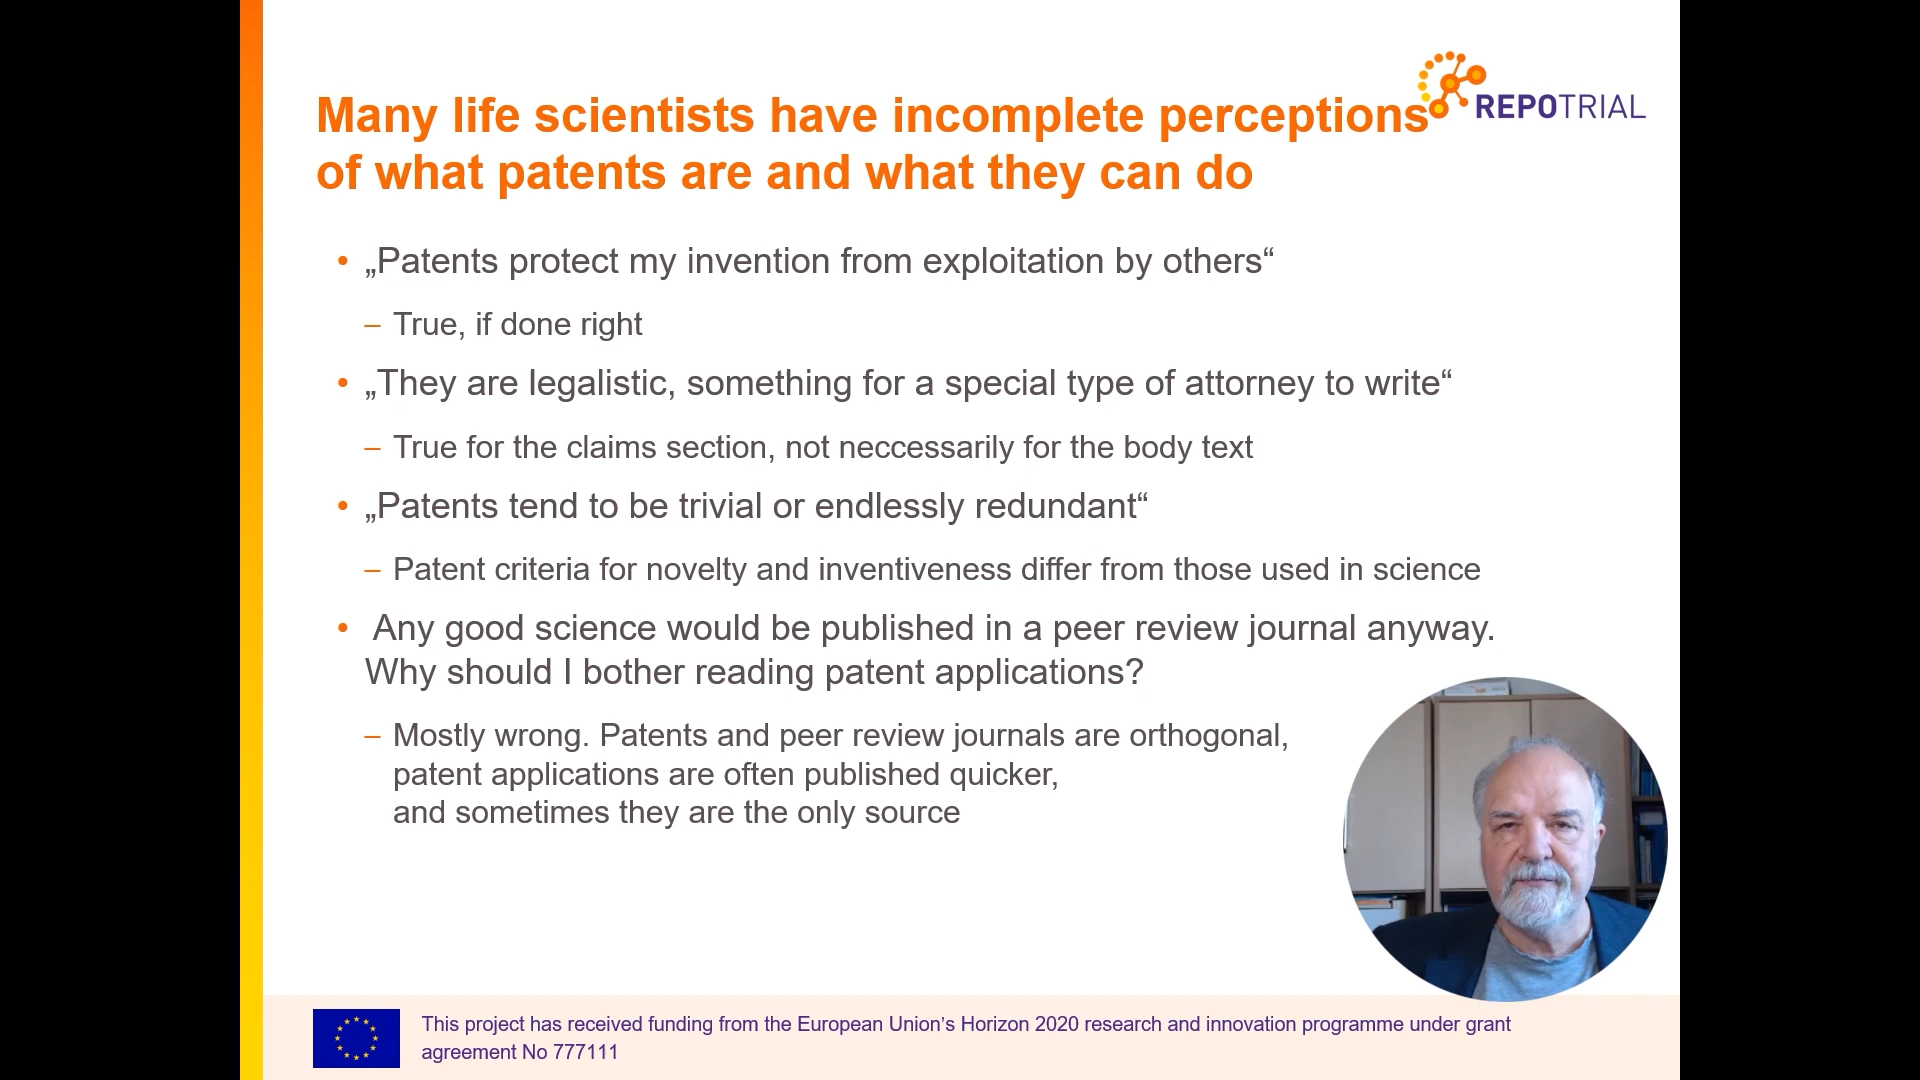 REPOTRIAL
Many life scientists have incomplete perceptions
of what patents are and what they can do
• „Patents protect my invention from exploitation by others“
– True, if done right
• „They are legalistic, something for a special type of attorney to write“
– True for the claims section, not neccessarily for the body text
• „Patents tend to be trivial or endlessly redundant“
– Patent criteria for novelty and inventiveness differ from those used in science
• Any good science would be published in a peer review journal anyway.
Why should I bother reading patent applications?
– Mostly wrong. Patents and peer review journals are orthogonal,
patent applications are often published quicker,
and sometimes they are the only source
This project has received funding from the European Union’s Horizon 2020 research and innovation programme under grant
agreement No 777111